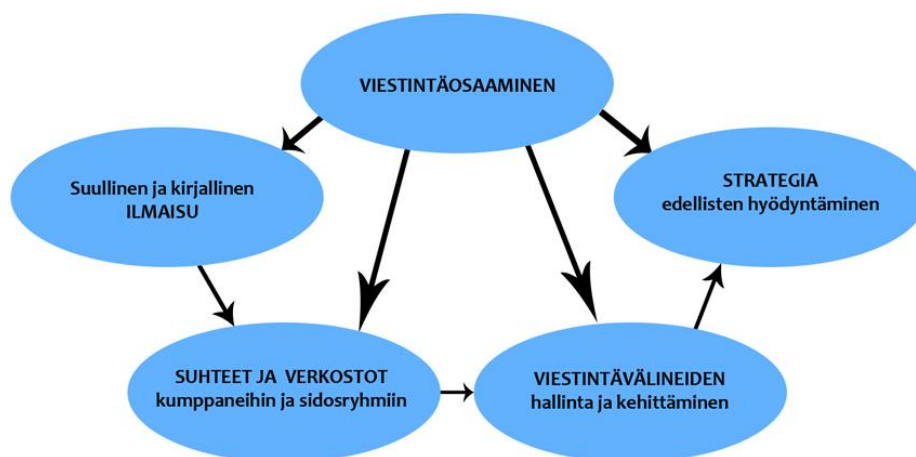 VIESTINTÄOSAAMINEN
Suullinen ja kirjallinen
ILMAISU
STRATEGIA
edellisten hyödyntäminen
SUHTEET JA VERKOSTOT
kumppaneihin ja sidosryhmiin
VIESTINTÄVÄLINEIDEN
hallinta ja kehittäminen